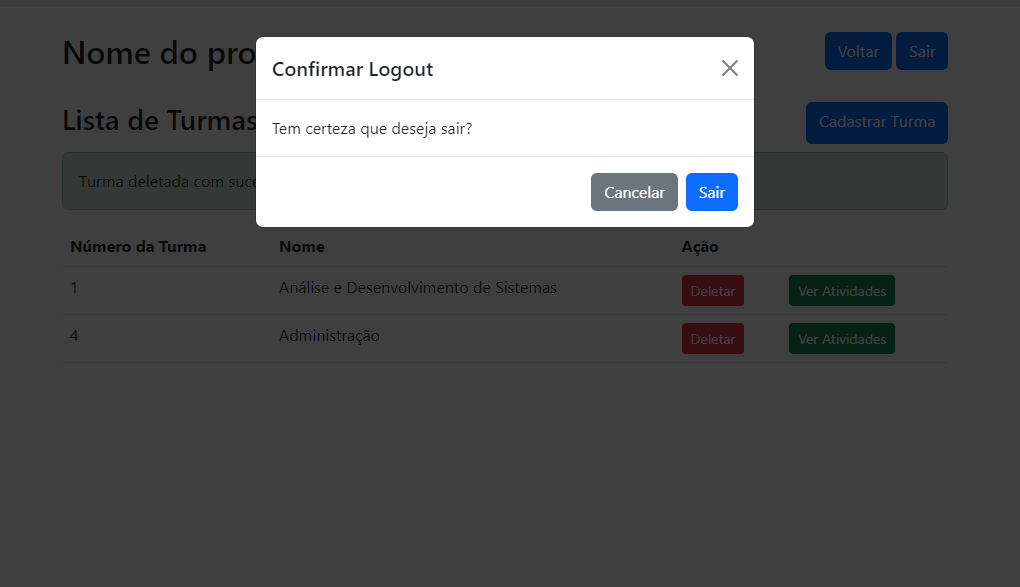 Nome do pro
Voltar
Sair
Confirmar Logout
Lista de Turmas
Cadastrar Turma
Tem certeza que deseja sair?
Turma deletada com suce
Cancelar
Sair
Número da Turma Nome Ação
1 Análise e Desenvolvimento de Sistemas Deletar Ver Atividades
4 Administração Deletar Ver Atividades